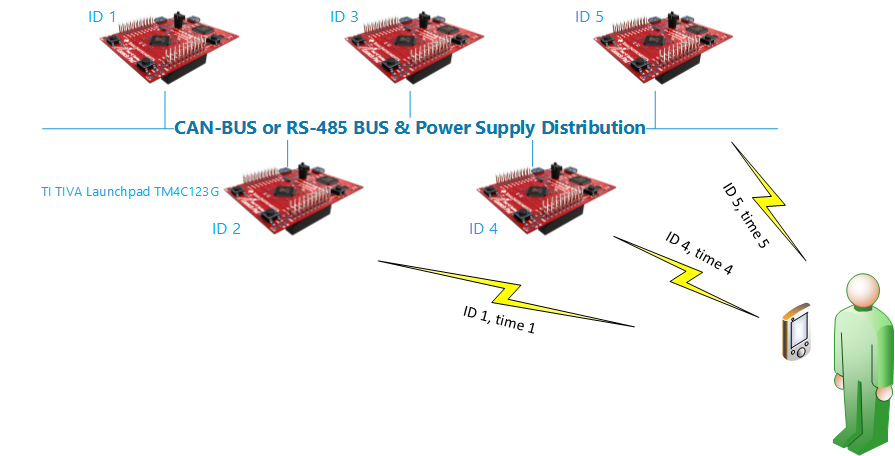 ID 1
ID 3
ID 5
CAN-BUS or RS-485 BUS & Power Supply Distribution
TI TIVA Launchpad TM4C123G
ID 2
ID 4
ID 5, time 5
ID 4, time 4
ID 1, time 1